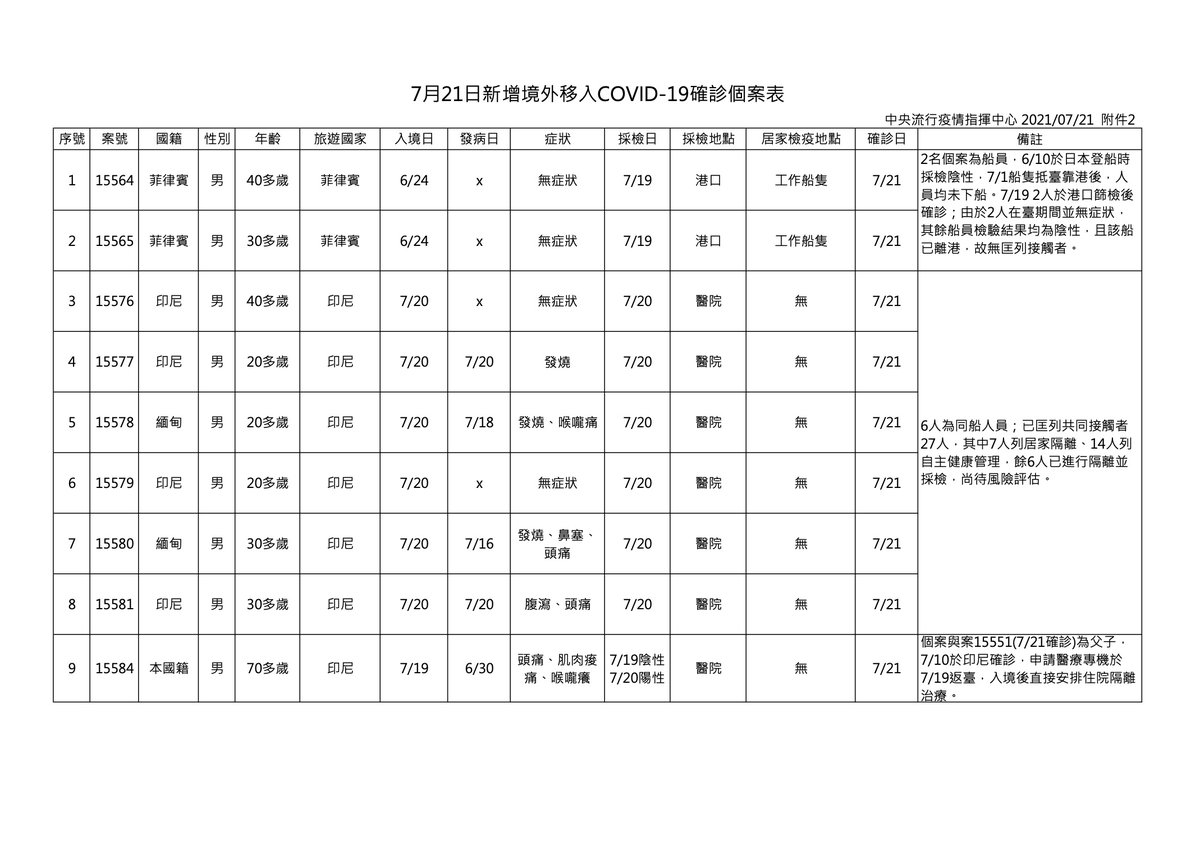 7月21日新增境外移入COVID-19確診個案表
中央流行疫情指揮中心 2021/07/21 附件2
序號 案號 國籍 性別 年齡 旅遊國家 入境日 發病日 症狀 採檢日 採檢地點 居家檢疫地點 確診日 備註
1 15564 菲律賓 男 40多歲 菲律賓 6/24 x 無症狀 7/19 港口 工作船隻 7/21
2 15565 菲律賓 男 30多歲 菲律賓 6/24 x 無症狀 7/19 港口 工作船隻 7/21
2名個案為船員，6/10於日本登船時
採檢陰性，7/1船隻抵臺靠港後，人
員均未下船。7/19 2人於港口篩檢後
確診；由於2人在臺期間並無症狀，
其餘船員檢驗結果均為陰性，且該船
已離港，故無匡列接觸者。
3 15576 印尼 男 40多歲 印尼 7/20 x 無症狀 7/20 醫院 無 7/21
4 15577 印尼 男 20多歲 印尼 7/20 7/20 發燒 7/20 醫院 無 7/21
5 15578 緬甸 男 20多歲 印尼 7/20 7/18 發燒、喉嚨痛 7/20 醫院 無 7/21
6 15579 印尼 男 20多歲 印尼 7/20 x 無症狀 7/20 醫院 無 7/21
7 15580 緬甸 男 30多歲 印尼 7/20 7/16 發燒、鼻塞、
頭痛 7/20 醫院 無 7/21
8 15581 印尼 男 30多歲 印尼 7/20 7/20 腹瀉、頭痛 7/20 醫院 無 7/21
6人為同船人員；已匡列共同接觸者
27人，其中7人列居家隔離、14人列
自主健康管理，餘6人已進行隔離並
採檢，尚待風險評估。
9 15584 本國籍 男 70多歲 印尼 7/19 6/30 頭痛、肌肉痠
痛、喉嚨癢 7/19陰性
7/20陽性 醫院 無 7/21
個案與案15551(7/21確診)為父子，
7/10於印尼確診，申請醫療專機於
7/19返臺，入境後直接安排住院隔離
治療。